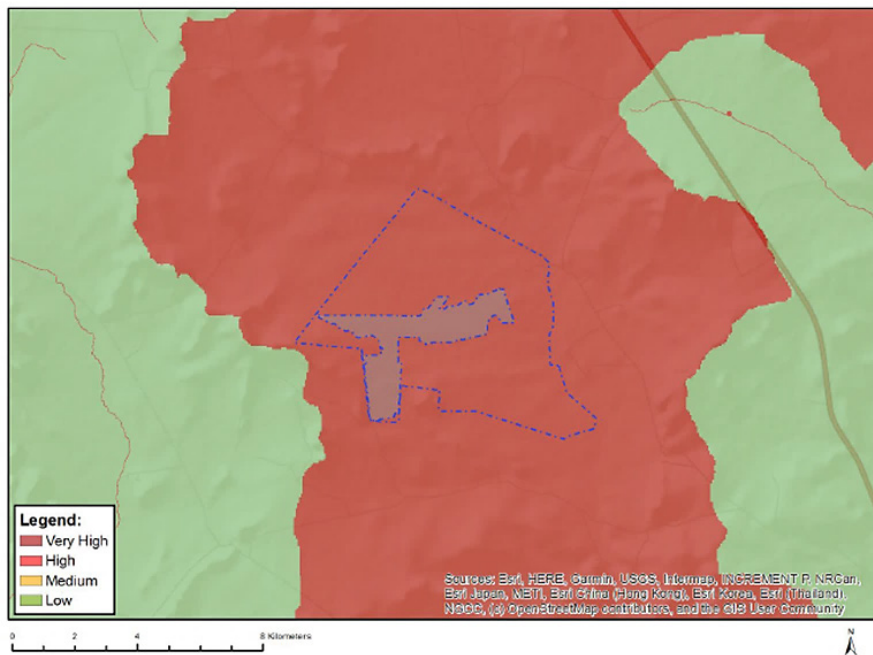 Legend:
Very High
High
Medium
Low
Sources: Esri, HERE, Garmin, USGS, Intermap, INCREMENT P, NRCan,
Esri Japan, METI, Esri China (Hong Kong), Esri Korea, Esri (Thailand),
NGCC, (c) OpenStreetMap contributors, and the GIS User Community
0 2 4 8 Kilometers
N